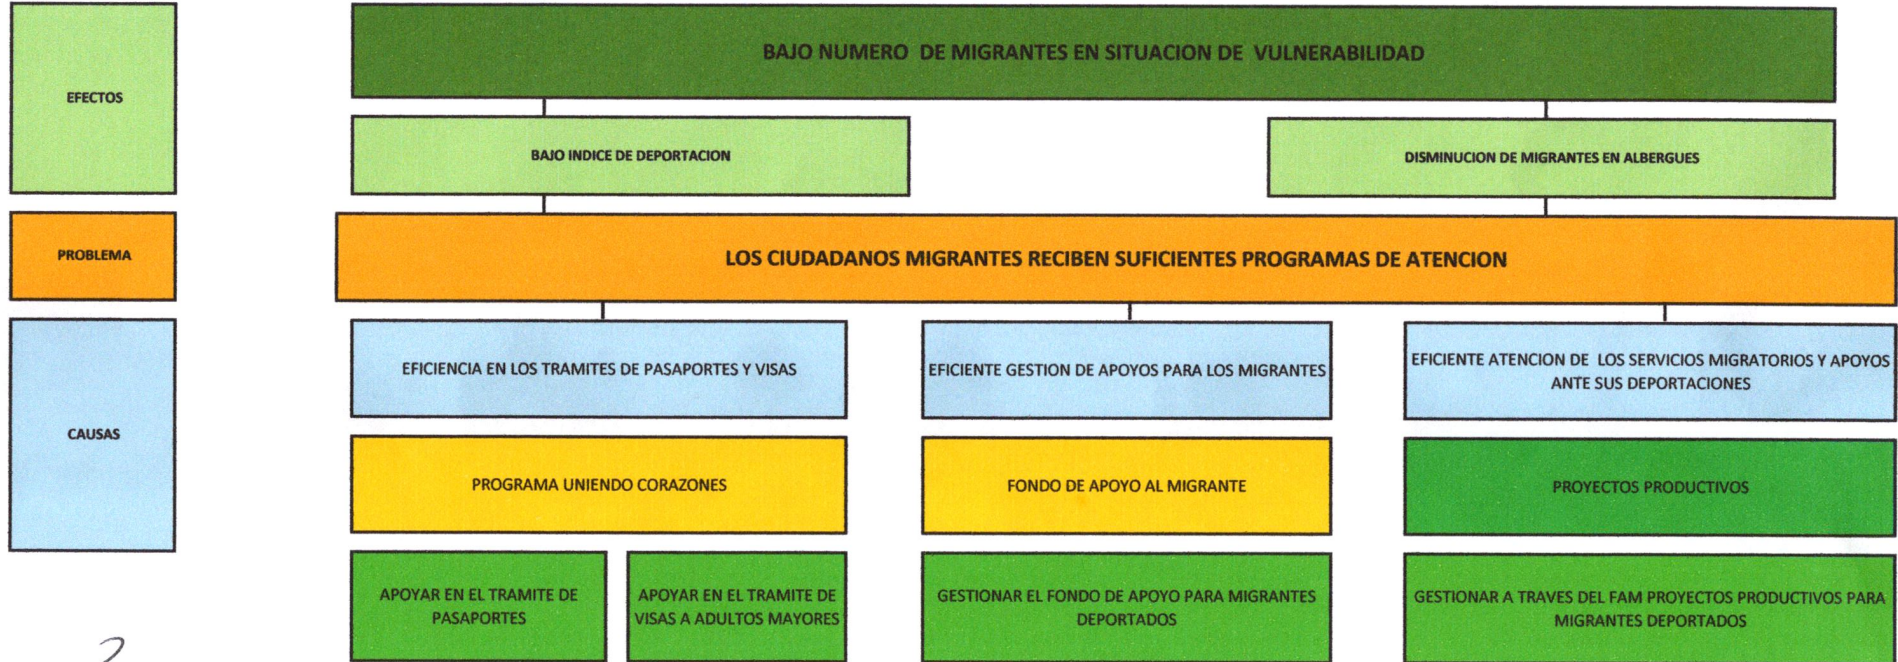 EFECTOS
BAJO NUMERO DE MIGRANTES EN SITUACION DE VULNERABILIDAD
BAJO INDICE DE DEPORTACION
DISMINUCION DE MIGRANTES EN ALBERGUES
PROBLEMA
LOS CIUDADANOS MIGRANTES RECIBEN SUFICIENTES PROGRAMAS DE ATENCION
CAUSAS
EFICIENCIA EN LOS TRAMITES DE PASAPORTES Y VISAS
EFICIENTE GESTION DE APOYOS PARA LOS MIGRANTES
EFICIENTE ATENCION DE LOS SERVICIOS MIGRATORIOS Y APOYOS
ANTE SUS DEPORTACIONES
PROGRAMA UNIENDO CORAZONES
FONDO DE APOYO AL MIGRANTE
PROYECTOS PRODUCTIVOS
APOYAR EN EL TRAMITE DE
PASAPORTES
APOYAR EN EL TRAMITE DE
VISAS A ADULTOS MAYORES
GESTIONAR EL FONDO DE APOYO PARA MIGRANTES
DEPORTADOS
GESTIONAR A TRAVES DEL FAM PROYECTOS PRODUCTIVOS PARA
MIGRANTES DEPORTADOS